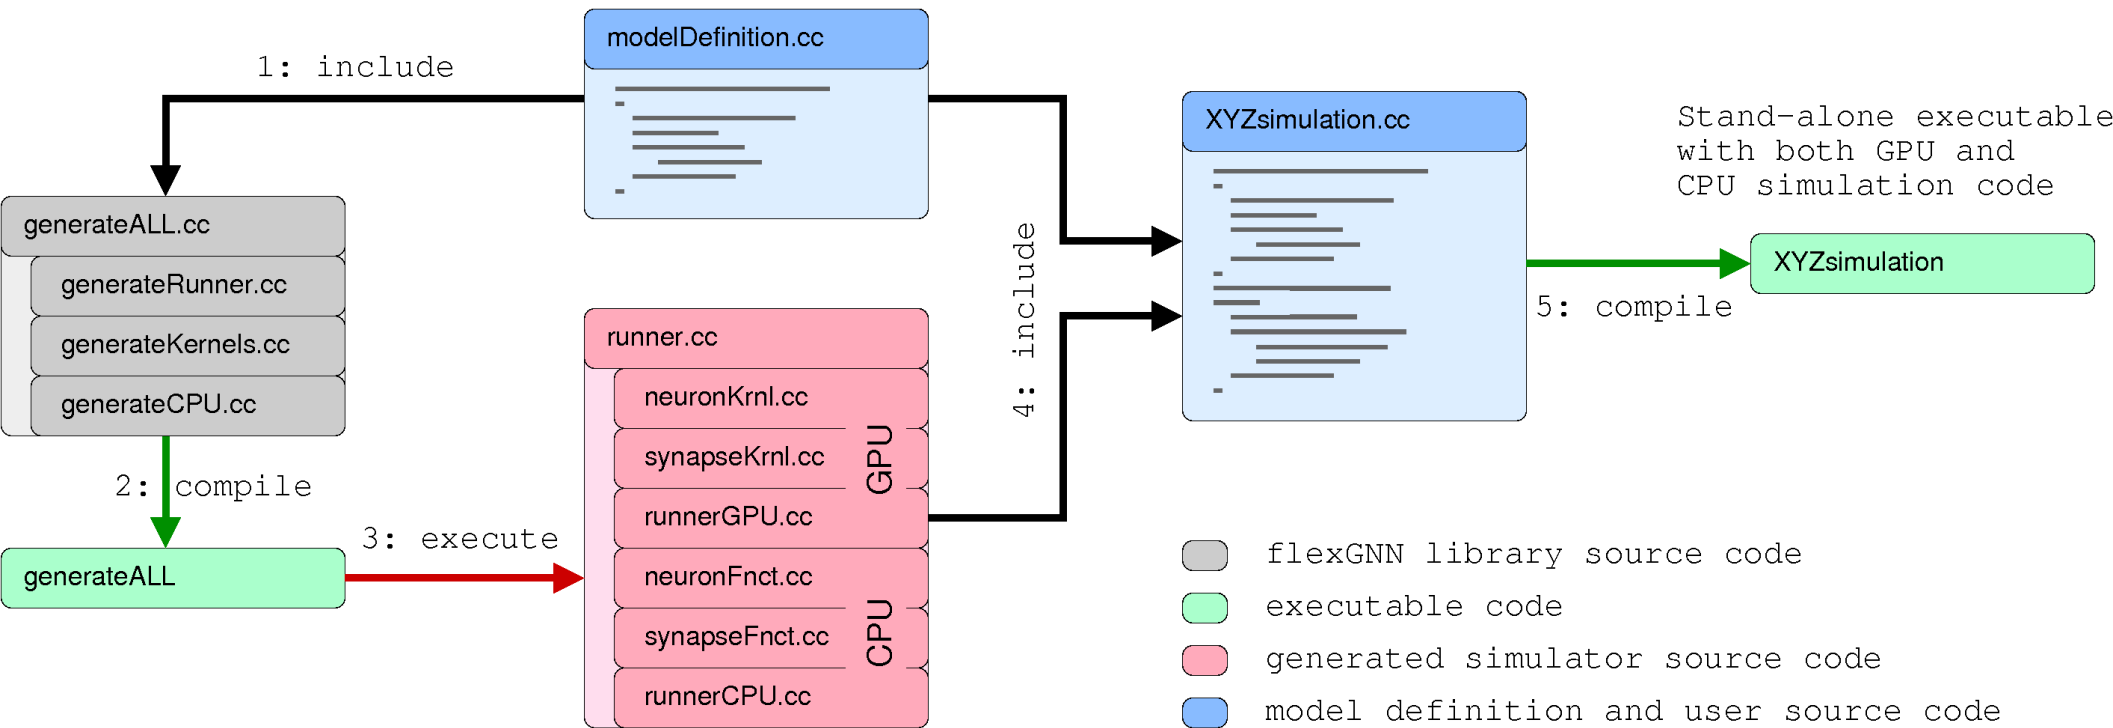 modelDefinition.cc
1: include
XYZsimulation.cc
Stand-alone executable
with both GPU and
CPU simulation code
generateALL.cc
generateRunner.cc
generateKernels.cc
generateCPU.cc
4: include
XYZsimulation
5: compile
runner.cc
neuronKrnl.cc
synapseKrnl.cc
runnerGPU.cc
GPU
neuronFnct.cc
synapseFnct.cc
runnerCPU.cc
CPU
2: compile
3: execute
generateALL
flexGNN library source code
executable code
generated simulator source code
model definition and user source code